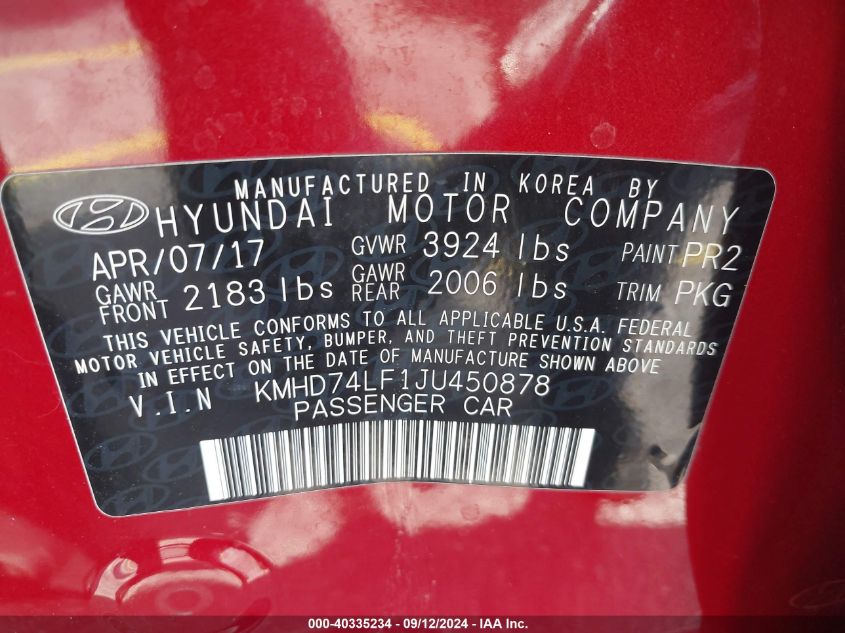 MANUFACTURED IN KOREA BY
HYUNDAI MOTOR COMPANY
APR/07/17 GVWR 3924 lbs PAINT PR2
GAWR FRONT 2183 lbs GAWR REAR 2006 lbs TRIM PKG
THIS VEHICLE CONFORMS TO ALL APPLICABLE U.S.A. FEDERAL
MOTOR VEHICLE SAFETY, BUMPER, AND THEFT PREVENTION STANDARDS
IN EFFECT ON THE DATE OF MANUFACTURE SHOWN ABOVE
V.I.N KMHD74LF1JU450878
PASSENGER CAR
000-40335234 - 09/12/2024 - IAA Inc.